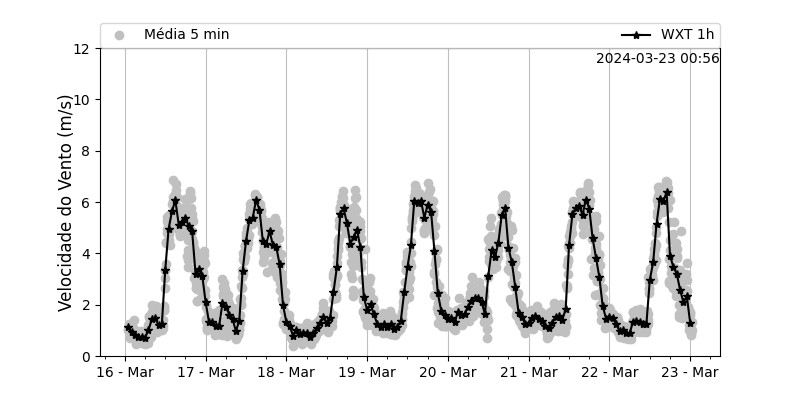 Média 5 min
WXT 1h
2024-03-23 00:56
Velocidade do Vento (m/s)
12
10
8
6
4
2
0
16 - Mar
17 - Mar
18 - Mar
19 - Mar
20 - Mar
21 - Mar
22 - Mar
23 - Mar